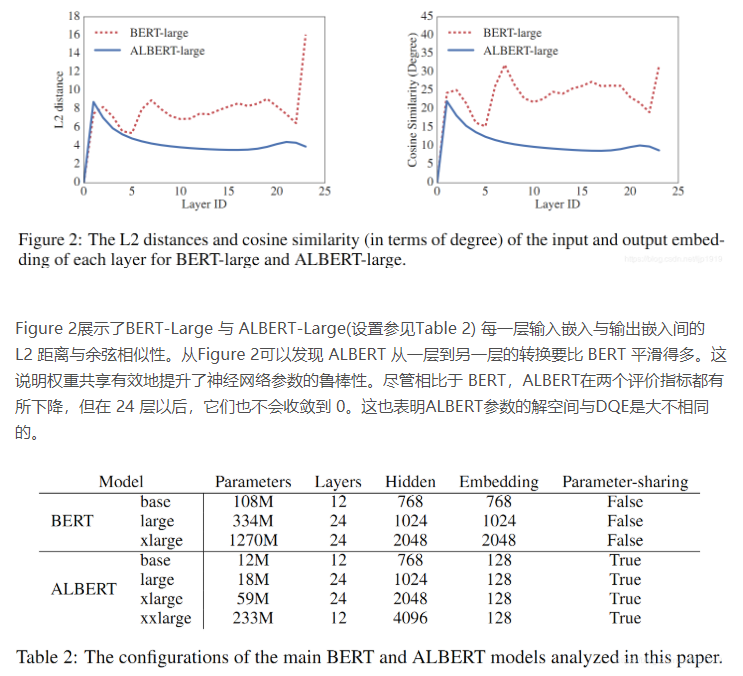 18
16
14
12
10
8
6
4
2
0
L2 distance
BERT-large
ALBERT-large
0 5 10 15 20 25
Layer ID
45
40
35
30
25
20
15
10
5
0
Cosine Similarity (Degree)
BERT-large
ALBERT-large
0 5 10 15 20 25
Layer ID
Figure 2: The L2 distances and cosine similarity (in terms of degree) of the input and output embed-
ding of each layer for BERT-large and ALBERT-large.
Figure 2展示了BERT-Large 与 ALBERT-Large(设置参见Table 2) 每一层输入嵌入与输出嵌入间的
L2 距离与余弦相似性。从Figure 2可以发现 ALBERT 从一层到另一层的转换要比 BERT 平滑得多。这
说明权重共享有效地提升了神经网络参数的鲁棒性。尽管相比于 BERT，ALBERT在两个评价指标都有
所下降，但在 24 层以后，它们也不会收敛到 0。这也表明ALBERT参数的解空间与DQE是大不相同
的。
Model Parameters Layers Hidden Embedding Parameter-sharing
base 108M 12 768 768 False
BERT large 334M 24 1024 1024 False
xlarge 1270M 24 2048 2048 False
base 12M 12 768 128 True
ALBERT large 18M 24 1024 128 True
xlarge 59M 24 2048 128 True
xxlarge 233M 12 4096 128 True
Table 2: The configurations of the main BERT and ALBERT models analyzed in this paper.